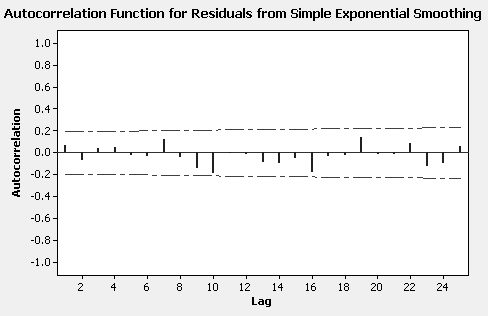 Autocorrelation Function for Residuals from Simple Exponential Smoothing
1.0
0.8
0.6
0.4
0.2
0.0
-0.2
-0.4
-0.6
-0.8
-1.0
Autocorrelation
2 4 6 8 10 12 14 16 18 20 22 24
Lag